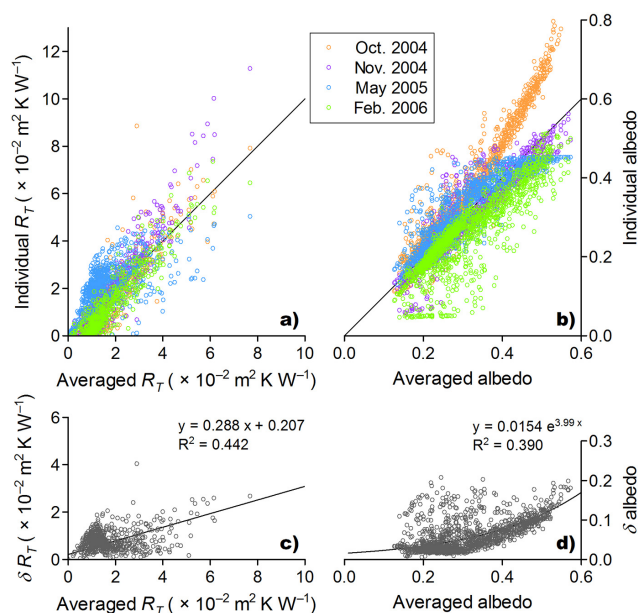 Individual R_T ( × 10⁻² m² K W⁻¹)
12
10
8
6
4
2
0
0 2 4 6 8 10
Averaged R_T ( × 10⁻² m² K W⁻¹)
a)
Oct. 2004
Nov. 2004
May 2005
Feb. 2006
0.8
0.6
0.4
0.2
0.0
Individual albedo
0.0 0.2 0.4 0.6
Averaged albedo
b)
δ R_T ( × 10⁻² m² K W⁻¹)
6
4
2
0
y = 0.288 x + 0.207
R² = 0.442
c)
0 2 4 6 8 10
Averaged R_T ( × 10⁻² m² K W⁻¹)
y = 0.0154 e^3.99 x
R² = 0.390
0.3
0.2
0.1
0.0
δ albedo
d)
0.0 0.2 0.4 0.6
Averaged albedo